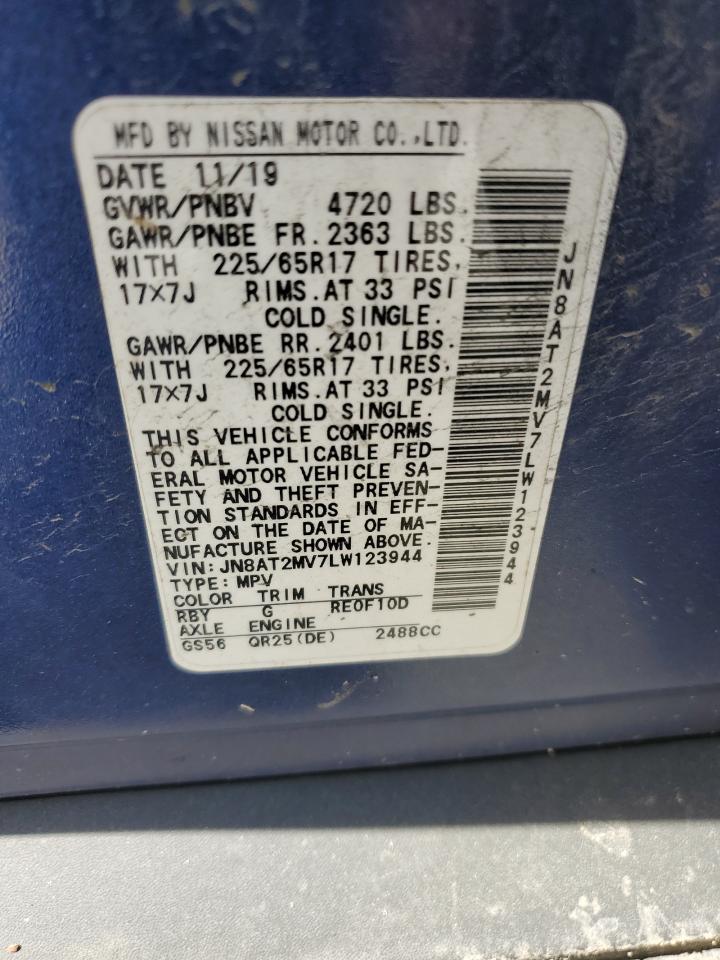 MFD BY NISSAN MOTOR CO.,LTD.
DATE 11/19
GVWR/PNBV 4720 LBS.
GAWR/PNBE FR. 2363 LBS.
WITH 225/65R17 TIRES,
17X7J RIMS.AT 33 PSI
COLD SINGLE.
GAWR/PNBE RR. 2401 LBS.
WITH 225/65R17 TIRES,
17X7J RIMS.AT 33 PSI
COLD SINGLE.
THIS VEHICLE CONFORMS
TO ALL APPLICABLE FED-
ERAL MOTOR VEHICLE SA-
FETY AND THEFT PREVEN-
TION STANDARDS IN EFF-
ECT ON THE DATE OF MA-
NUFACTURE SHOWN ABOVE.
VIN: JN8AT2MV7LW123944
TYPE: MPV
COLOR TRIM TRANS
RBY G RE0F10D
AXLE ENGINE
GS56 QR25(DE) 2488CC
JN8AT2MV7LW123944